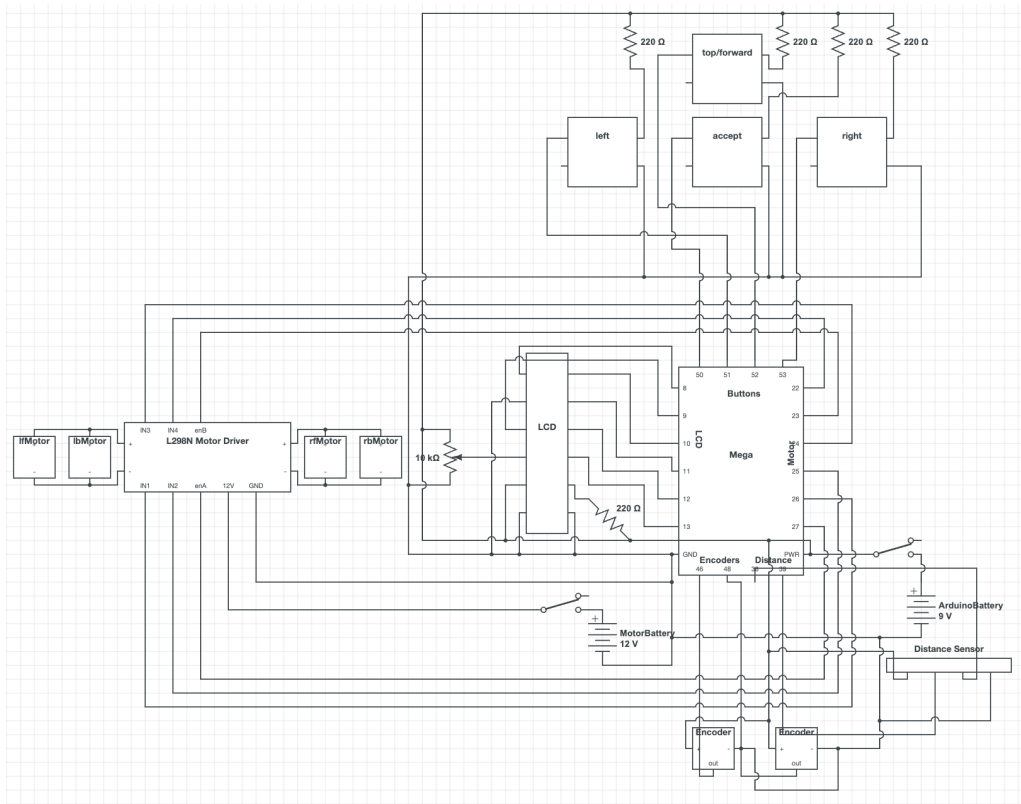 220 Ω
220 Ω
220 Ω
220 Ω
top/forward
left
accept
right
50
51
52
53
Buttons
8
9
10
11
12
13
LCD
Mega
Motor
22
23
24
25
26
27
GND
PWR
Encoders
Distance
46
48
38
39
IN3
IN4
enB
L298N Motor Driver
lfMotor
lbMotor
rfMotor
rbMotor
+
-
+
-
-
-
-
-
IN1
IN2
enA
12V
GND
10 kΩ
LCD
220 Ω
+
MotorBattery
12 V
+
ArduinoBattery
9 V
Distance Sensor
Encoder
+
-
out
Encoder
+
-
out